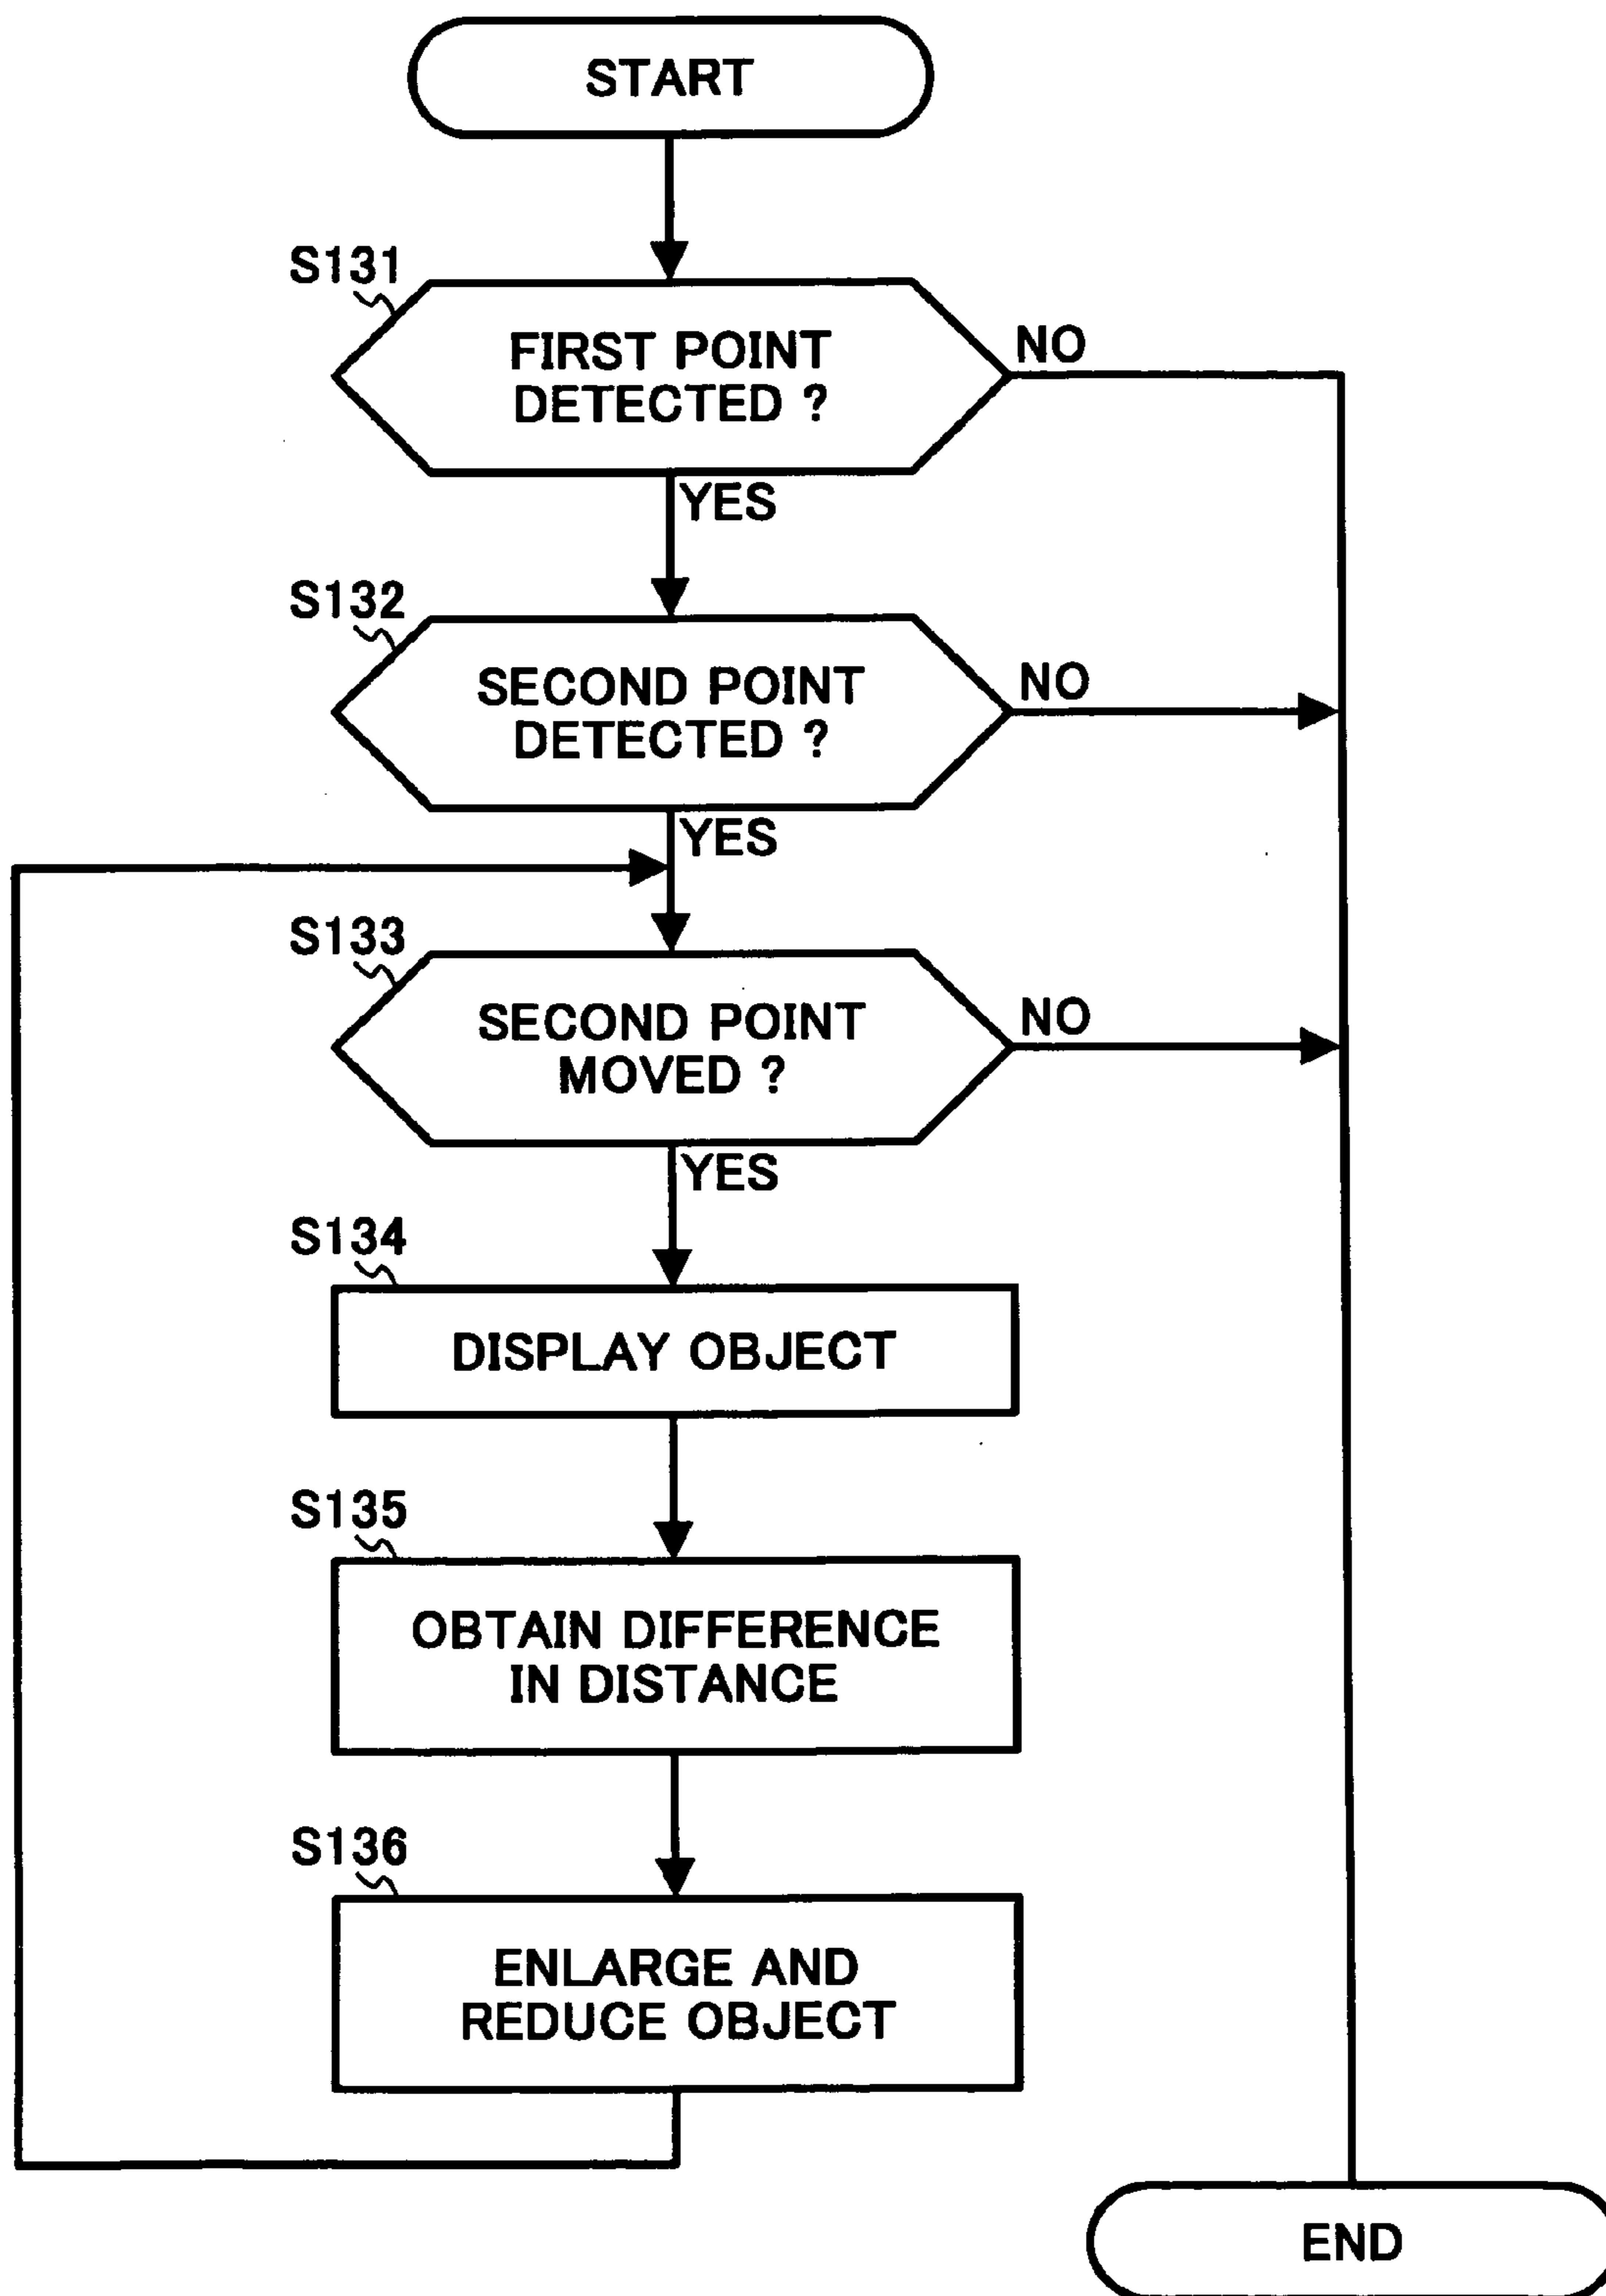 START
S131
FIRST POINT
DETECTED ?
NO
YES
S132
SECOND POINT
DETECTED ?
NO
YES
S133
SECOND POINT
MOVED ?
NO
YES
S134
DISPLAY OBJECT
S135
OBTAIN DIFFERENCE
IN DISTANCE
S136
ENLARGE AND
REDUCE OBJECT
END